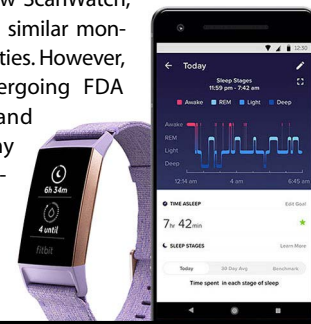 w ScanWatch,
similar mon-
ties. However,
ergoing FDA
and
ay
-
6h 34m
4 until
fitbit
12:30
Today
Sleep Stages
11:59 pm - 7:42 am
Awake REM Light Deep
Awake
REM
Light
Deep
12:14 am 4 am 6:45 am
TIME ASLEEP Edit Goal
7hr 42min
SLEEP STAGES Learn More
Today 30-Day Avg Benchmark
Time spent in each stage of sleep